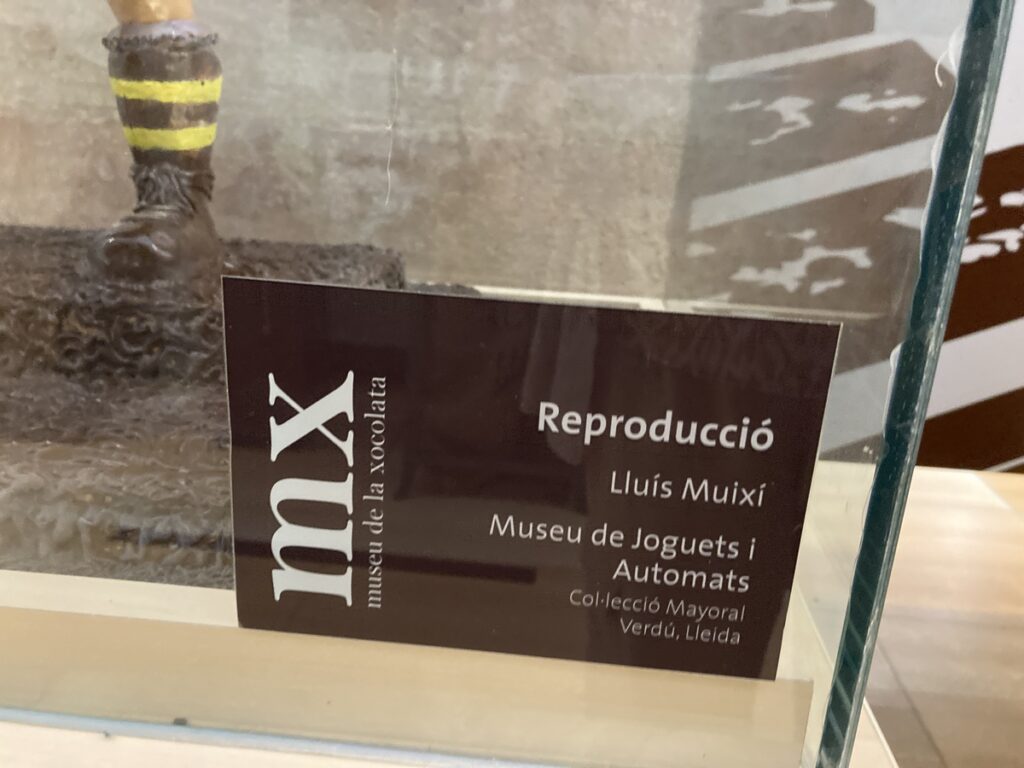 mx
museu de la xocolata
Reproducció
Lluís Muixí
Museu de Joguets i
Automats
Col·lecció Mayoral
Verdú, Lleida